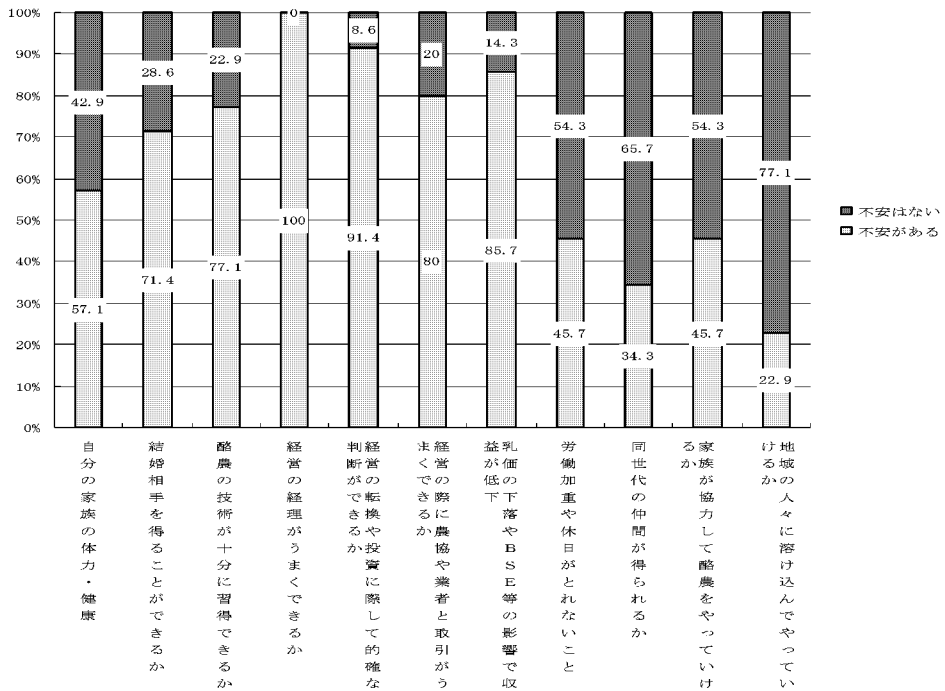 100%
90%
80%
70%
60%
50%
40%
30%
20%
10%
0%
42.9
57.1
28.6
71.4
22.9
77.1
0
100
8.6
91.4
20
80
14.3
85.7
54.3
45.7
65.7
34.3
54.3
45.7
77.1
22.9
不安はない
不安がある
自分の家族の体力・健康
結婚相手を得ることができるか
酪農の技術が十分に習得できるか
経営の経理がうまくできるか
経営の転換や投資に際して的確な
判断ができるか
経営の際に農協や業者と取引がう
まくできるか
乳価の下落やBSE等の影響で収
益が低下
労働加重や休日がとれないこと
同世代の仲間が得られるか
家族が協力して酪農をやっていけ
るか
地域の人々に溶け込んでやってい
けるか